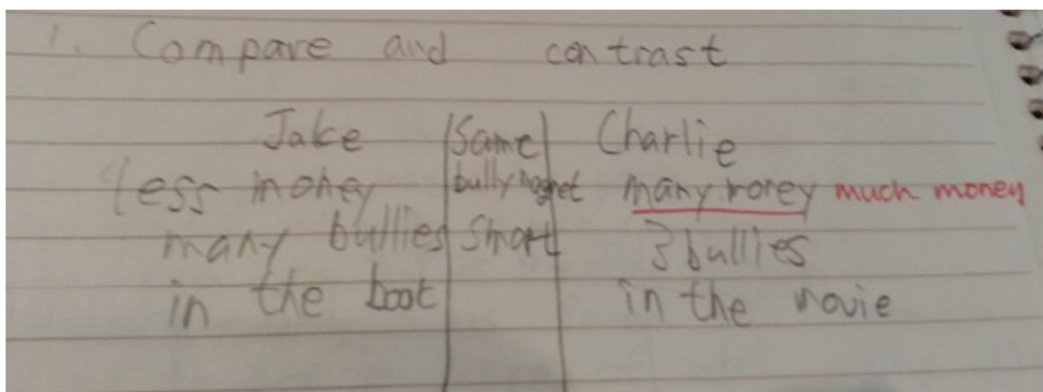 1. Compare and contrast
Jake Same Charlie
less money bully magnet many money much money
many bullies Smart 3 bullies
in the book in the movie